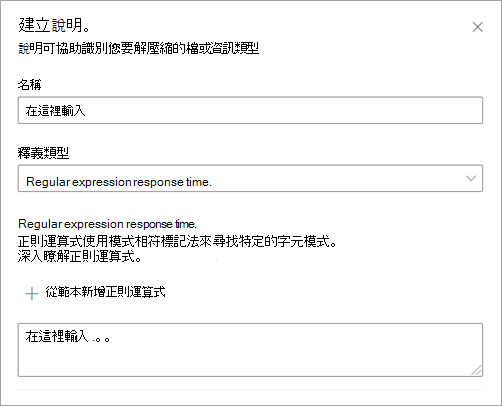 建立說明。
說明可協助識別您要解壓縮的檔或資訊類型
名稱
在這裡輸入
釋義類型
Regular expression response time.
Regular expression response time.
正則運算式使用模式相符標記法來尋找特定的字元模式。
深入瞭解正則運算式。
從範本新增正則運算式
在這裡輸入 .。。